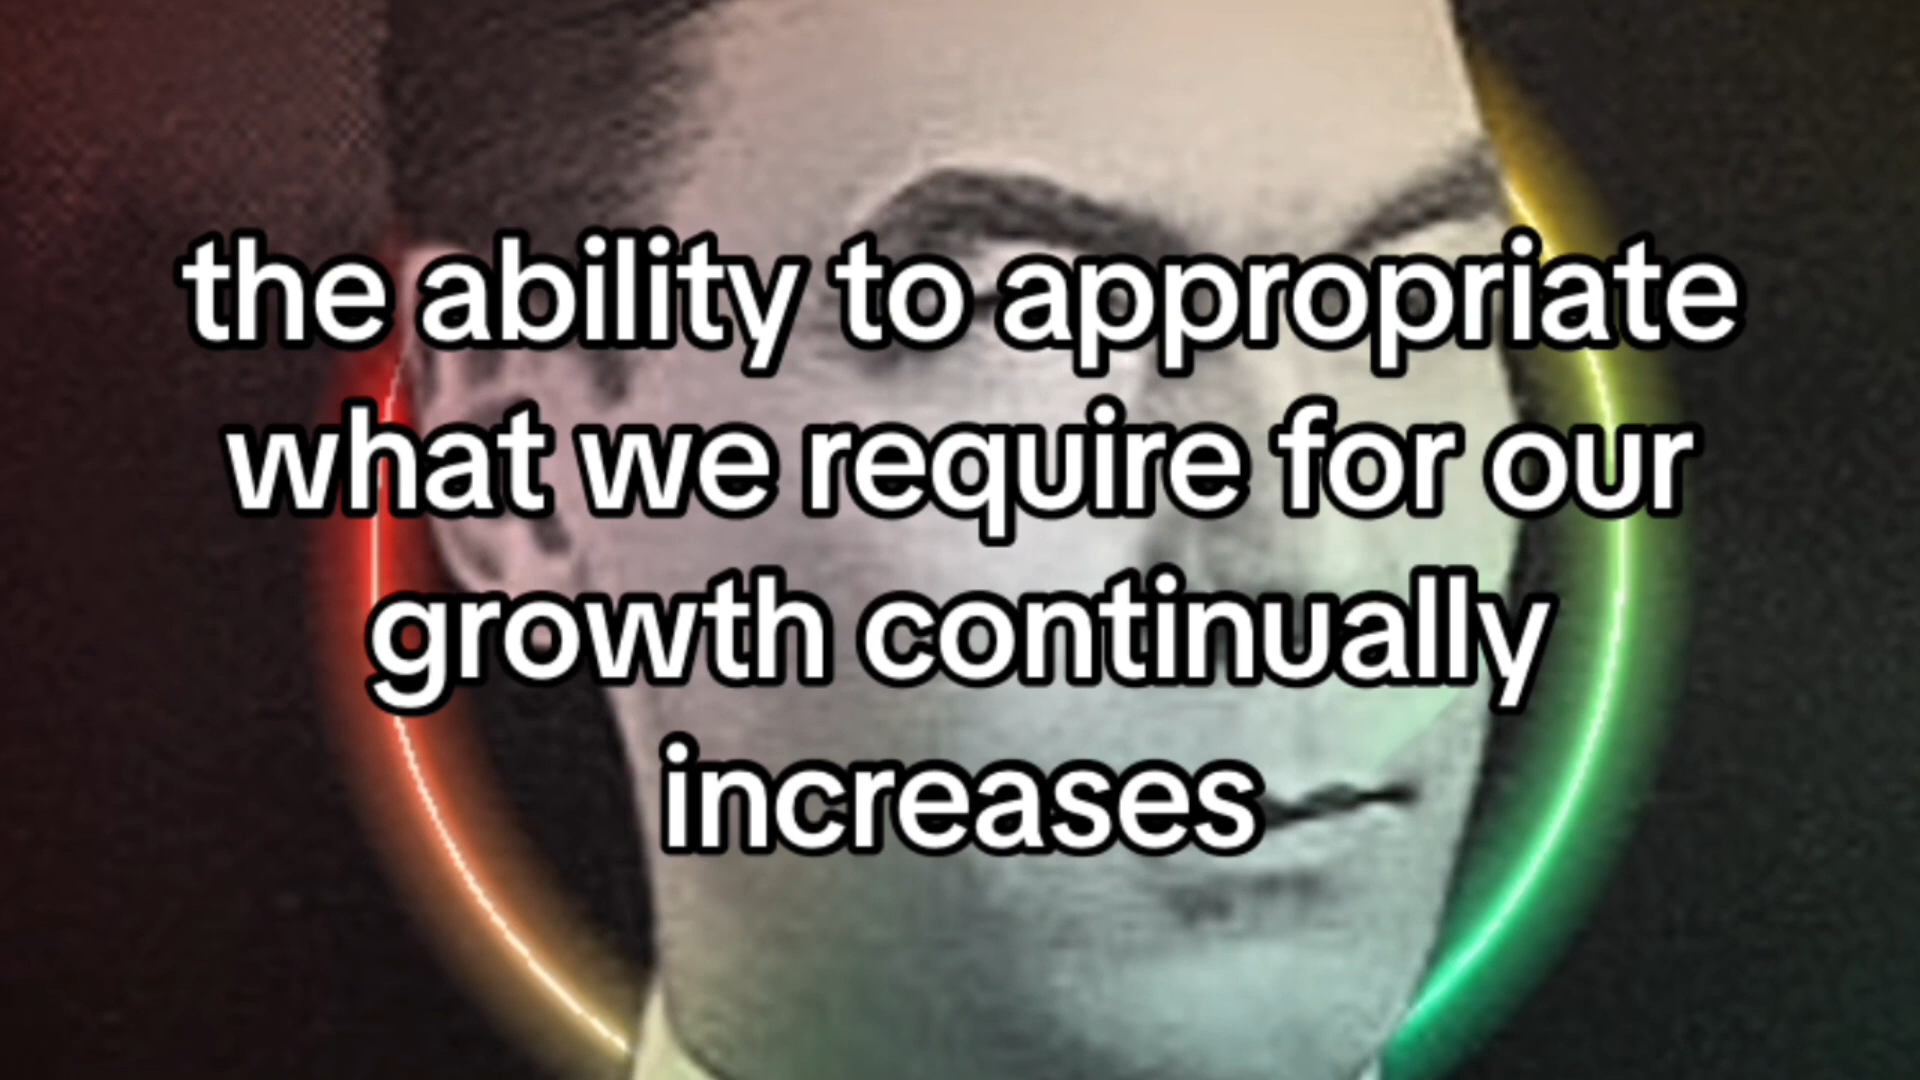 the ability to appropriate
what we require for our
growth continually
increases